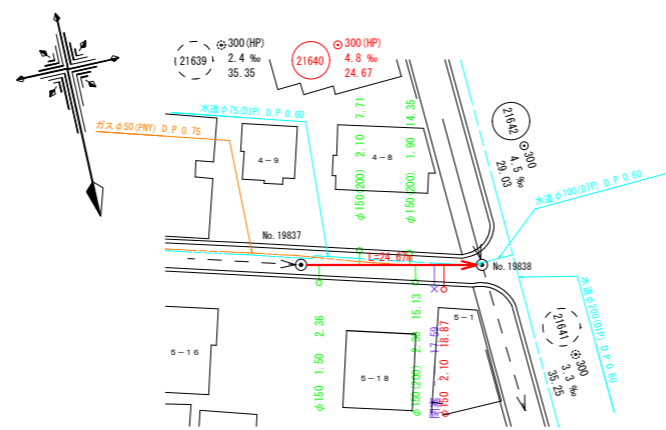 21639
300(HP)
2.4 ‰
35.35
21640
300(HP)
4.8 ‰
24.67
21642
300
4.5 ‰
29.03
水道φ75(DIP) D.P 0.60
ガスφ50(PNY) D.P 0.75
水道φ100(DIP) D.P 0.60
水道φ200(DIP) D.P 0.80
4-9
4-8
φ150(200) 2.10 7.71
φ150(200) 1.90 14.35
No.19837
L=24.67m
No.19838
21641
300
3.3 ‰
35.25
5-16
5-18
5-1
φ150 1.50 2.36
φ150(200) 2.30 15.13
17.59
φ150 2.10 18.87